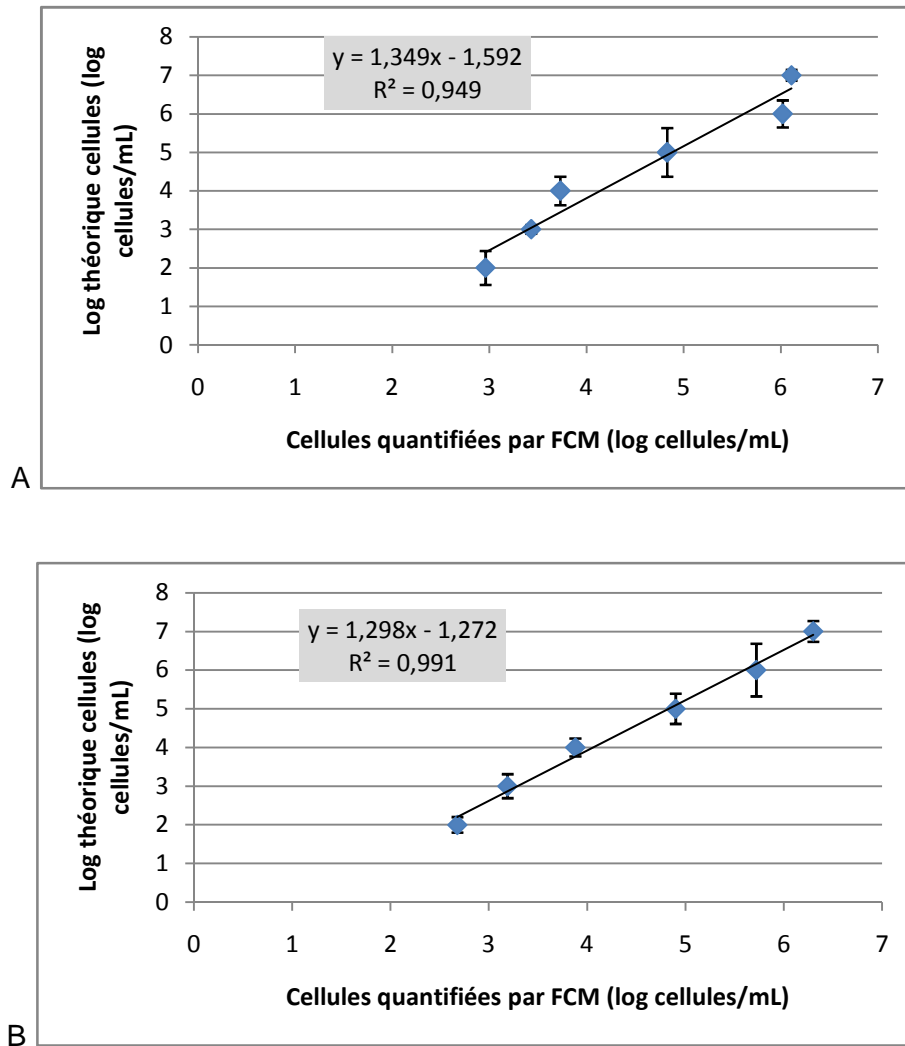 8
7
6
5
4
3
2
1
0
Log théorique cellules (log
cellules/mL)
y = 1,349x - 1,592
R² = 0,949
0 1 2 3 4 5 6 7
Cellules quantifiées par FCM (log cellules/mL)
A
8
7
6
5
4
3
2
1
0
Log théorique cellules (log
cellules/mL)
y = 1,298x - 1,272
R² = 0,991
0 1 2 3 4 5 6 7
Cellules quantifiées par FCM (log cellules/mL)
B